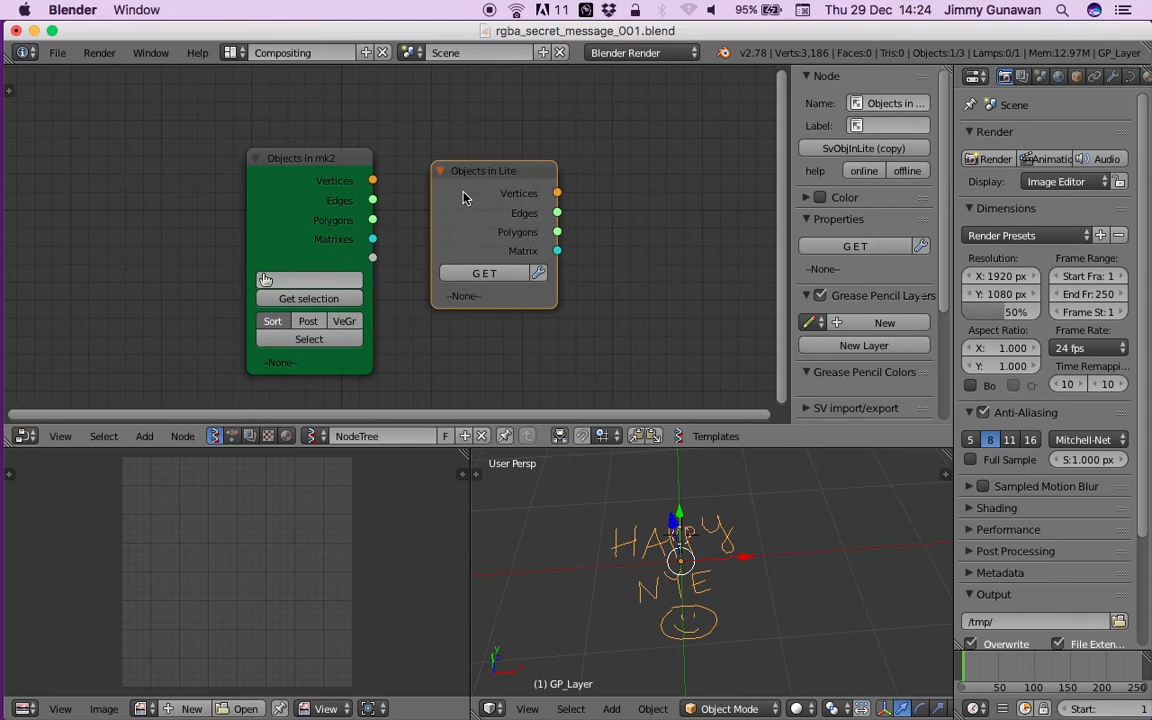 Blender Window 11 95% Thu 29 Dec 14:24 Jimmy Gunawan
rgba_secret_message_001.blend
File Render Window Help Compositing Scene Blender Render v2.78 | Verts:3,186 | Faces:0 | Tris:0 | Objects:1/3 | Lamps:0/1 | Mem:12.97M | GP_Layer
Objects in mk2
Vertices
Edges
Polygons
Matrixes
Get selection
Sort Post VeGr
Select
--None--
Objects in Lite
Vertices
Edges
Polygons
Matrix
G E T
--None--
Node
Name: Objects in ...
Label:
SvObjInLite (copy)
help online offline
Color
Properties
G E T
--None--
Grease Pencil Layers
New
New Layer
Grease Pencil Colors
SV import/export
View Select Add Node NodeTree F Templates
Scene
Render
Render Animatic Audio
Display: Image Editor
Dimensions
Render Presets
Resolution: Frame Range:
X: 1920 px Start Fra: 1
Y: 1080 px End Fr: 250
50% Frame St: 1
Aspect Ratio: Frame Rate:
X: 1.000 24 fps
Y: 1.000 Time Remappi...
Bo Cr 10 10
Anti-Aliasing
5 8 11 16 Mitchell-Net
Full Sample S:1.000 px
Sampled Motion Blur
Shading
Performance
Post Processing
Metadata
Output
/tmp/
Overwrite File Exten...
User Persp
HAPPY
NYE
y
x
(1) GP_Layer
View Image New Open View
View Select Add Object Object Mode
50 100 150 200 250
Start: 1